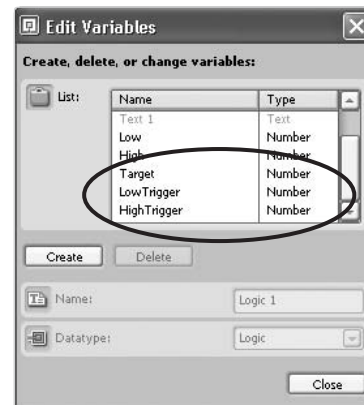 Edit Variables
Create, delete, or change variables:
List:
Name Type
Text 1 Text
Low Number
High Number
Target Number
LowTrigger Number
HighTrigger Number
Create Delete
Name: Logic 1
Datatype: Logic
Close